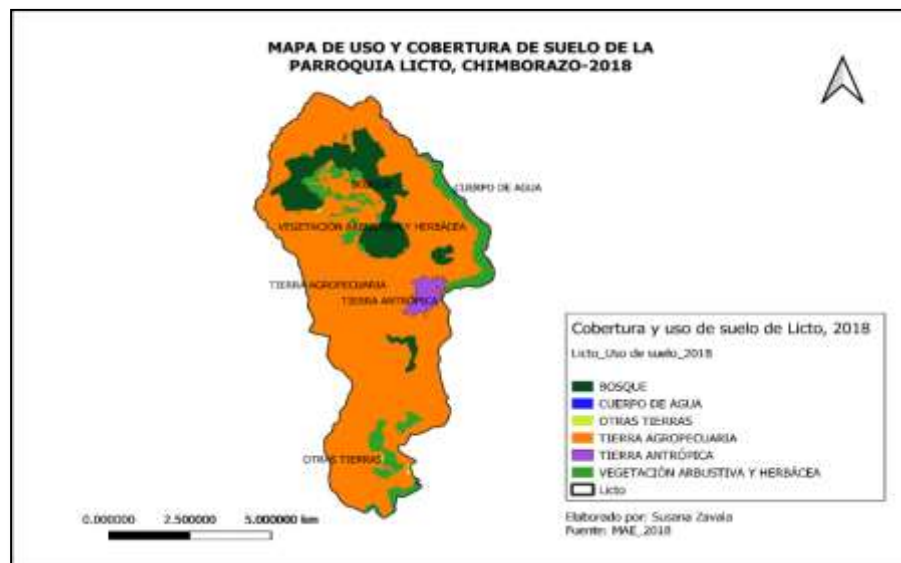 MAPA DE USO Y COBERTURA DE SUELO DE LA
PARROQUIA LICTO, CHIMBORAZO-2018
BOSQUE
CUERPO DE AGUA
VEGETACIÓN ARBUSTIVA Y HERBÁCEA
TIERRA AGROPECUARIA
TIERRA ANTRÓPICA
OTRAS TIERRAS
Cobertura y uso de suelo de Licto, 2018
Licto_Uso de suelo_2018
BOSQUE
CUERPO DE AGUA
OTRAS TIERRAS
TIERRA AGROPECUARIA
TIERRA ANTRÓPICA
VEGETACIÓN ARBUSTIVA Y HERBÁCEA
Licto
0.000000 2.500000 5.000000 km
Elaborado por: Susana Zavala
Fuente: MAE_2018